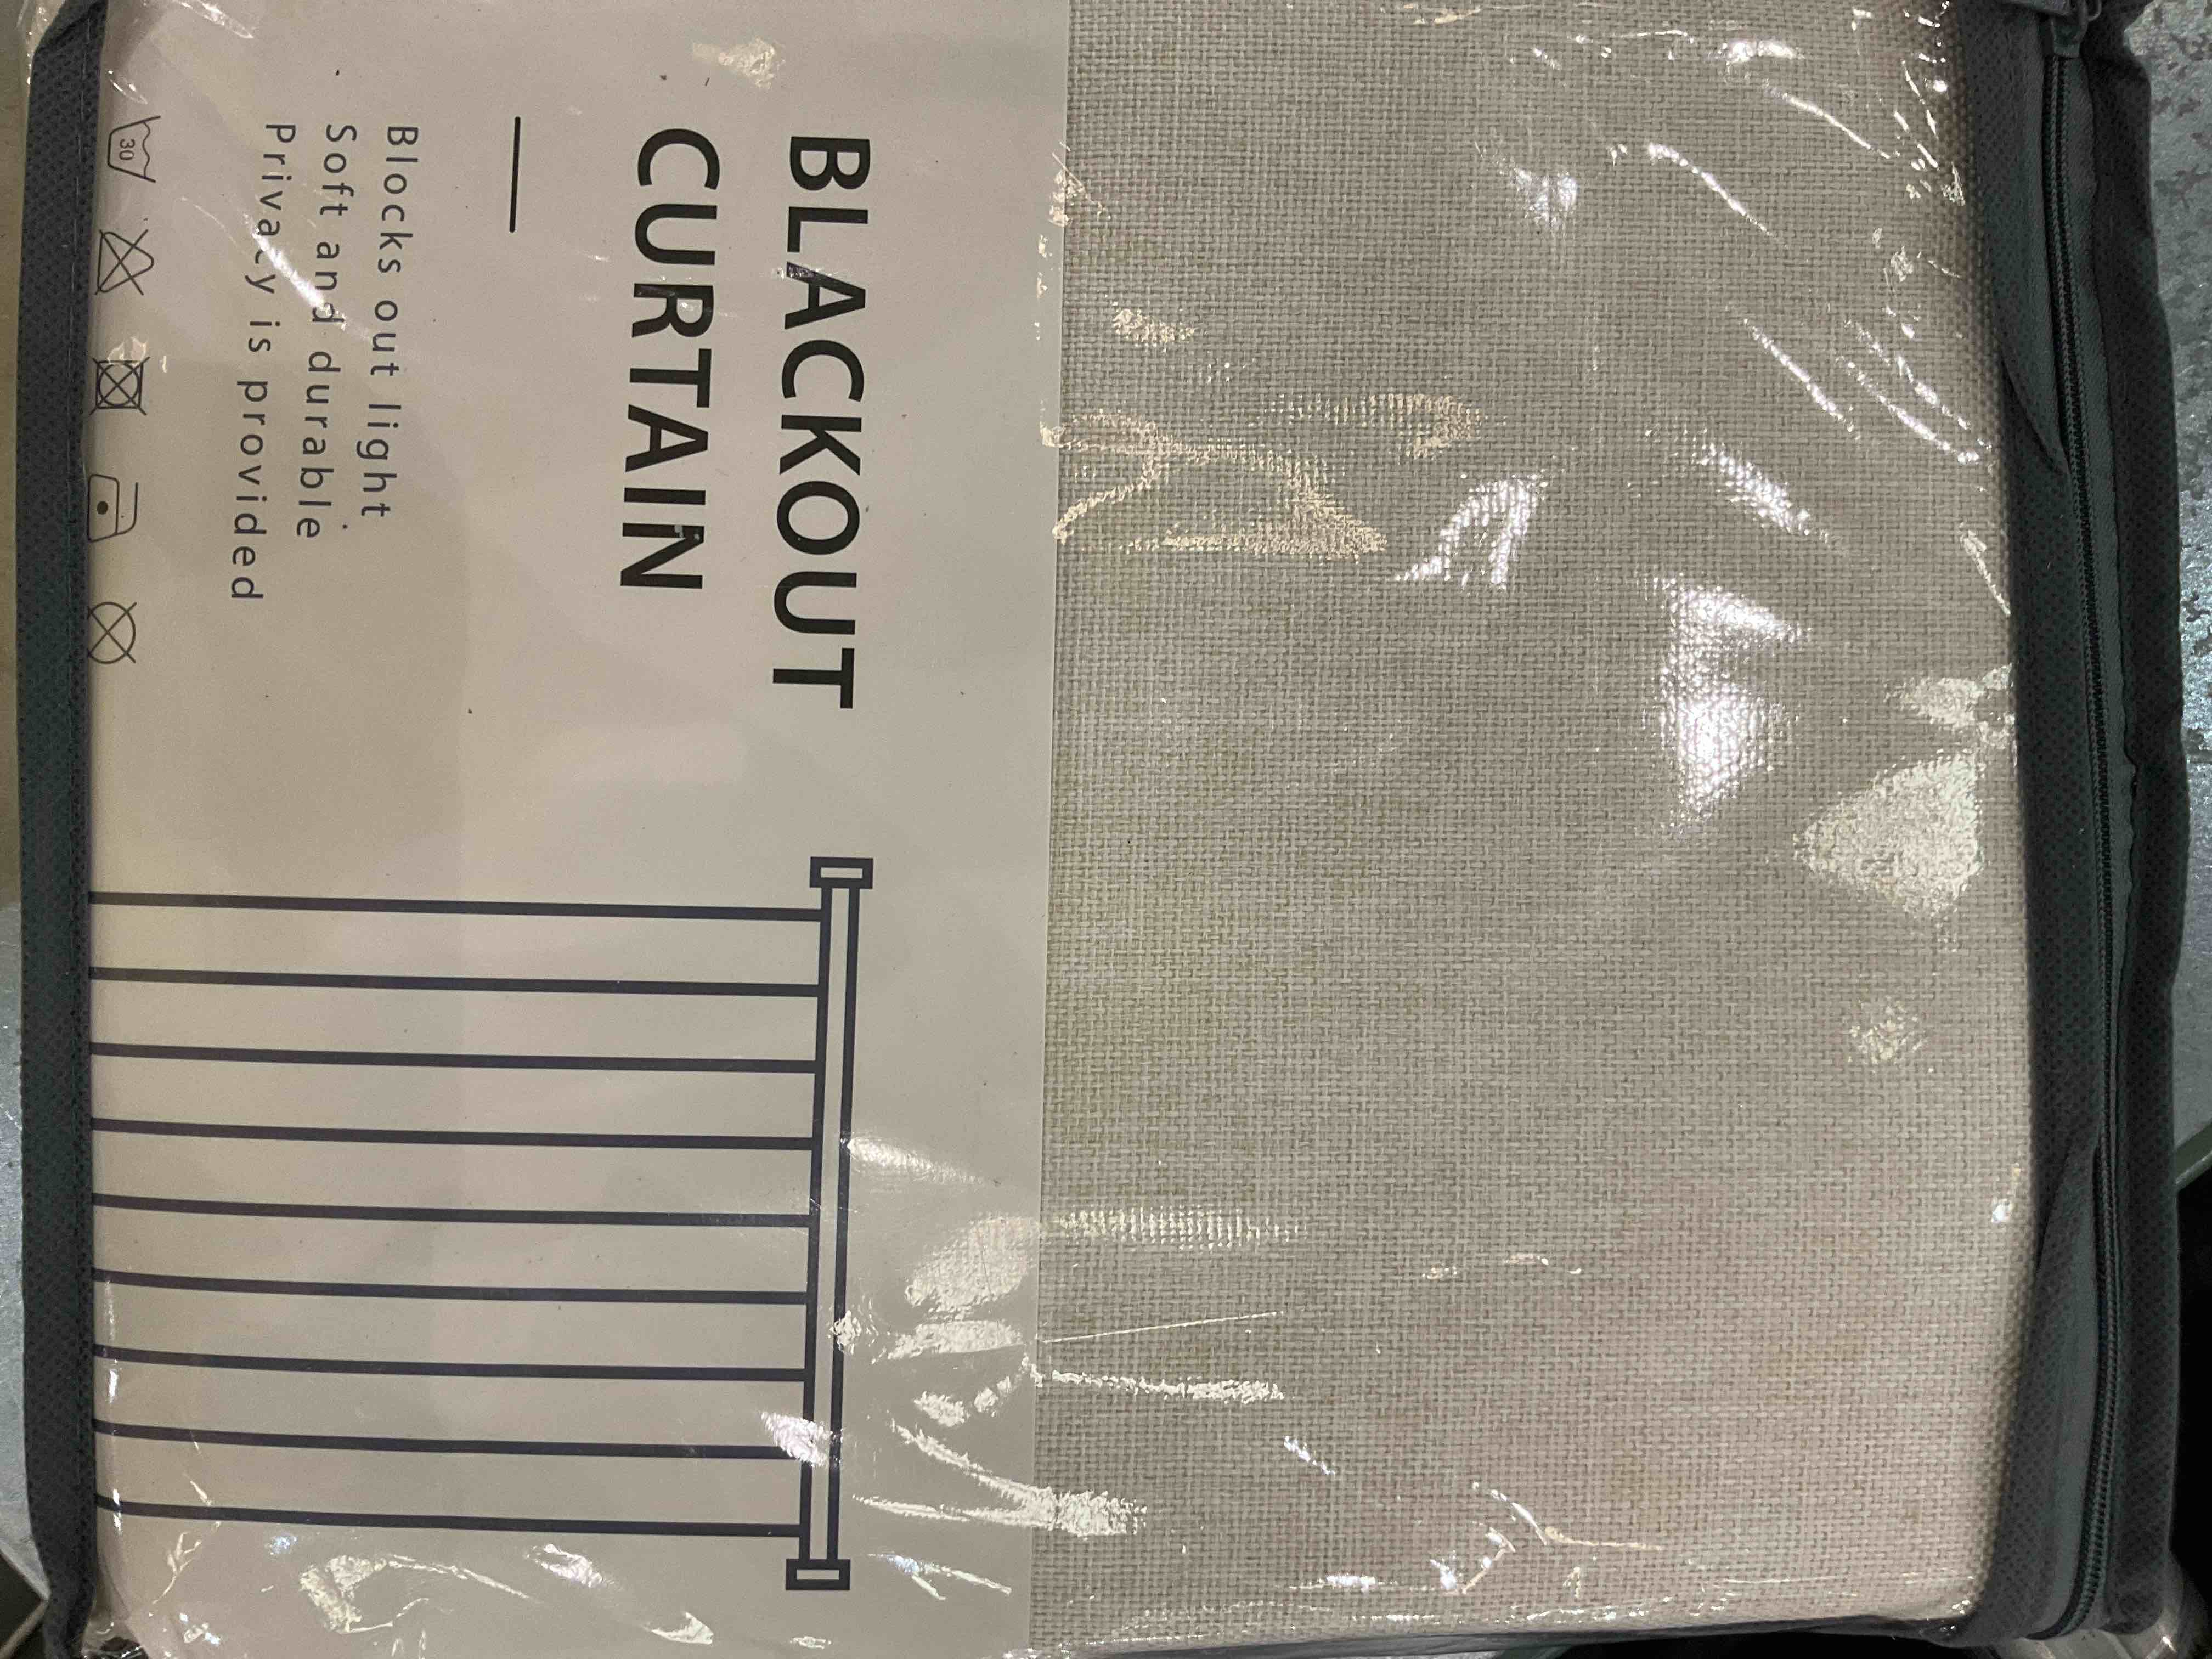 BLACKOUT
CURTAIN
Blocks out light
Soft and durable
Privacy is provided
30